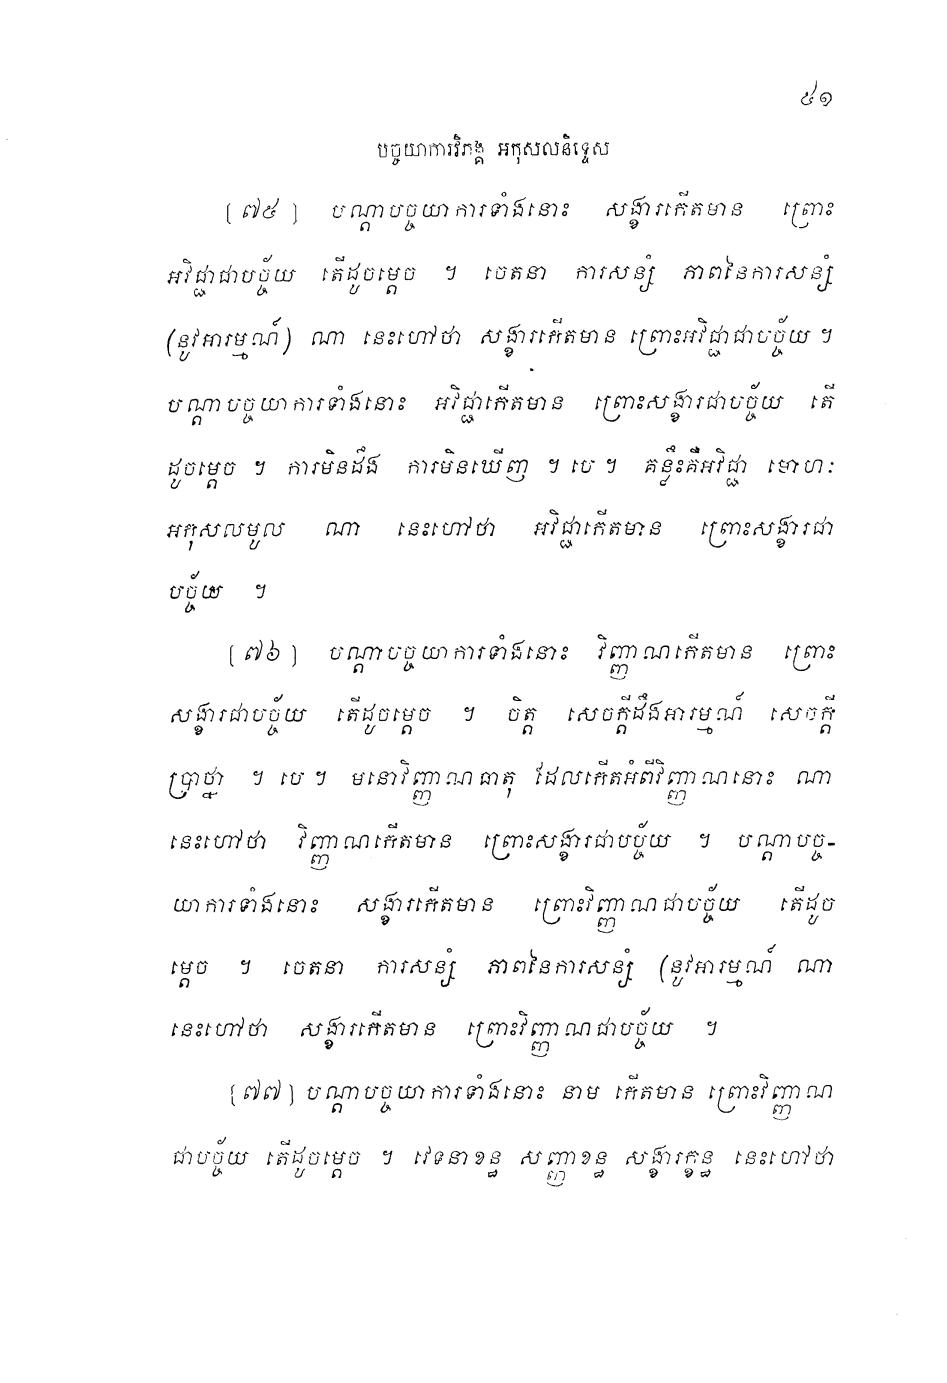 ៥១
បច្ចយាការវិភង្គ អកុសលនិទ្ទេស
[៧៥] បណ្តាបច្ចយាការទាំងនោះ សង្ខារកើតមាន ព្រោះ
អវិជ្ជាជាបច្ច័យ តើដូចម្តេច ។ ចេតនា ការសន្សំ ភាពនៃការសន្សំ
(នូវអារម្មណ៍) ណា នេះហៅថា សង្ខារកើតមាន ព្រោះអវិជ្ជាជាបច្ច័យ ។
បណ្តាបច្ចយាការទាំងនោះ អវិជ្ជាកើតមាន ព្រោះសង្ខារជាបច្ច័យ តើ
ដូចម្តេច ។ ការមិនដឹង ការមិនឃើញ ។ បេ ។ គន្លឹះគឺអវិជ្ជា មោហៈ
អកុសលមូល ណា នេះហៅថា អវិជ្ជាកើតមាន ព្រោះសង្ខារជា
បច្ច័យ ។
[៧៦] បណ្តាបច្ចយាការទាំងនោះ វិញ្ញាណកើតមាន ព្រោះ
សង្ខារជាបច្ច័យ តើដូចម្តេច ។ ចិត្ត សេចក្តីដឹងអារម្មណ៍ សេចក្តី
ប្រាថ្នា ។ បេ ។ មនោវិញ្ញាណធាតុ ដែលកើតអំពីវិញ្ញាណនោះ ណា
នេះហៅថា វិញ្ញាណកើតមាន ព្រោះសង្ខារជាបច្ច័យ ។ បណ្តាបច្ច-
យាការទាំងនោះ សង្ខារកើតមាន ព្រោះវិញ្ញាណជាបច្ច័យ តើដូច
ម្តេច ។ ចេតនា ការសន្សំ ភាពនៃការសន្សំ (នូវអារម្មណ៍ ណា
នេះហៅថា សង្ខារកើតមាន ព្រោះវិញ្ញាណជាបច្ច័យ ។
[៧៧] បណ្តាបច្ចយាការទាំងនោះ នាម កើតមាន ព្រោះវិញ្ញាណ
ជាបច្ច័យ តើដូចម្តេច ។ វេទនាខន្ធ សញ្ញាខន្ធ សង្ខារក្ខន្ធ នេះហៅថា